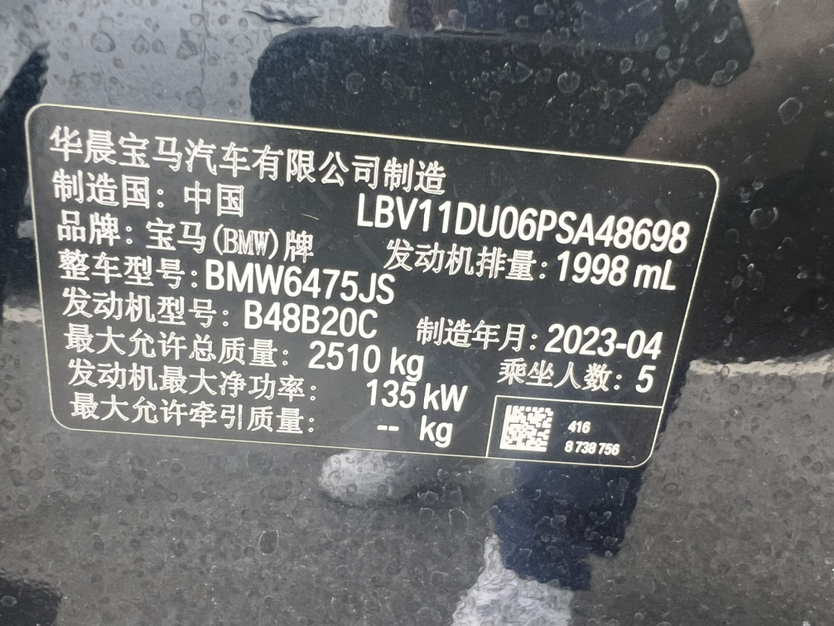 华晨宝马汽车有限公司制造
制造国: 中国
LBV11DU06PSA48698
品牌: 宝马(BMW)牌
发动机排量: 1998 mL
整车型号: BMW6475JS
发动机型号: B48B20C
制造年月: 2023-04
最大允许总质量: 2510 kg
乘坐人数: 5
发动机最大净功率: 135 kW
最大允许牵引质量: -- kg
416
8 738 756